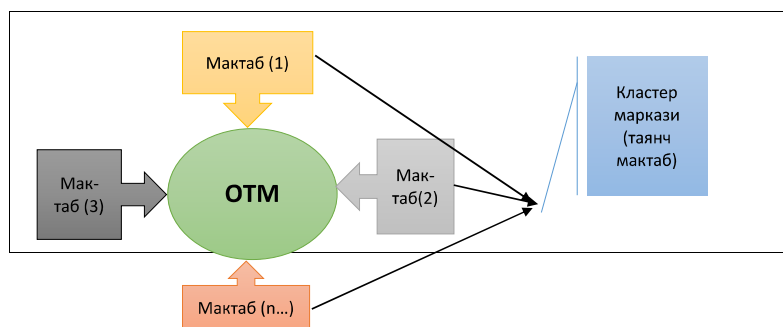 Мактаб (1)
Кластер
маркази
(таянч
мактаб)
Мак-
таб (3)
ОТМ
Мак-
таб(2)
Мактаб (n...)